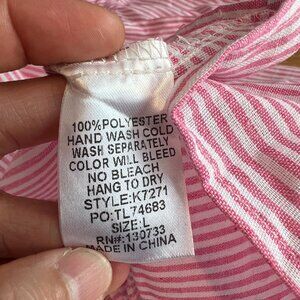 100%POLYESTER
HAND WASH COLD
WASH SEPARATELY
COLOR WILL BLEED
NO BLEACH
HANG TO DRY
STYLE:K7271
PO:TL74683
SIZE:L
RN#:130733
MADE IN CHINA